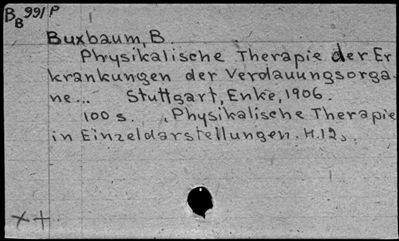 BB 991 P
Buxbaum, B.
Physikalische Therapie der Er
krankungen der Verdauungsorga-
ne... Stuttgart, Enke, 1906.
100 s. Physikalische Therapie
in Einzeldarstellungen. H.12.